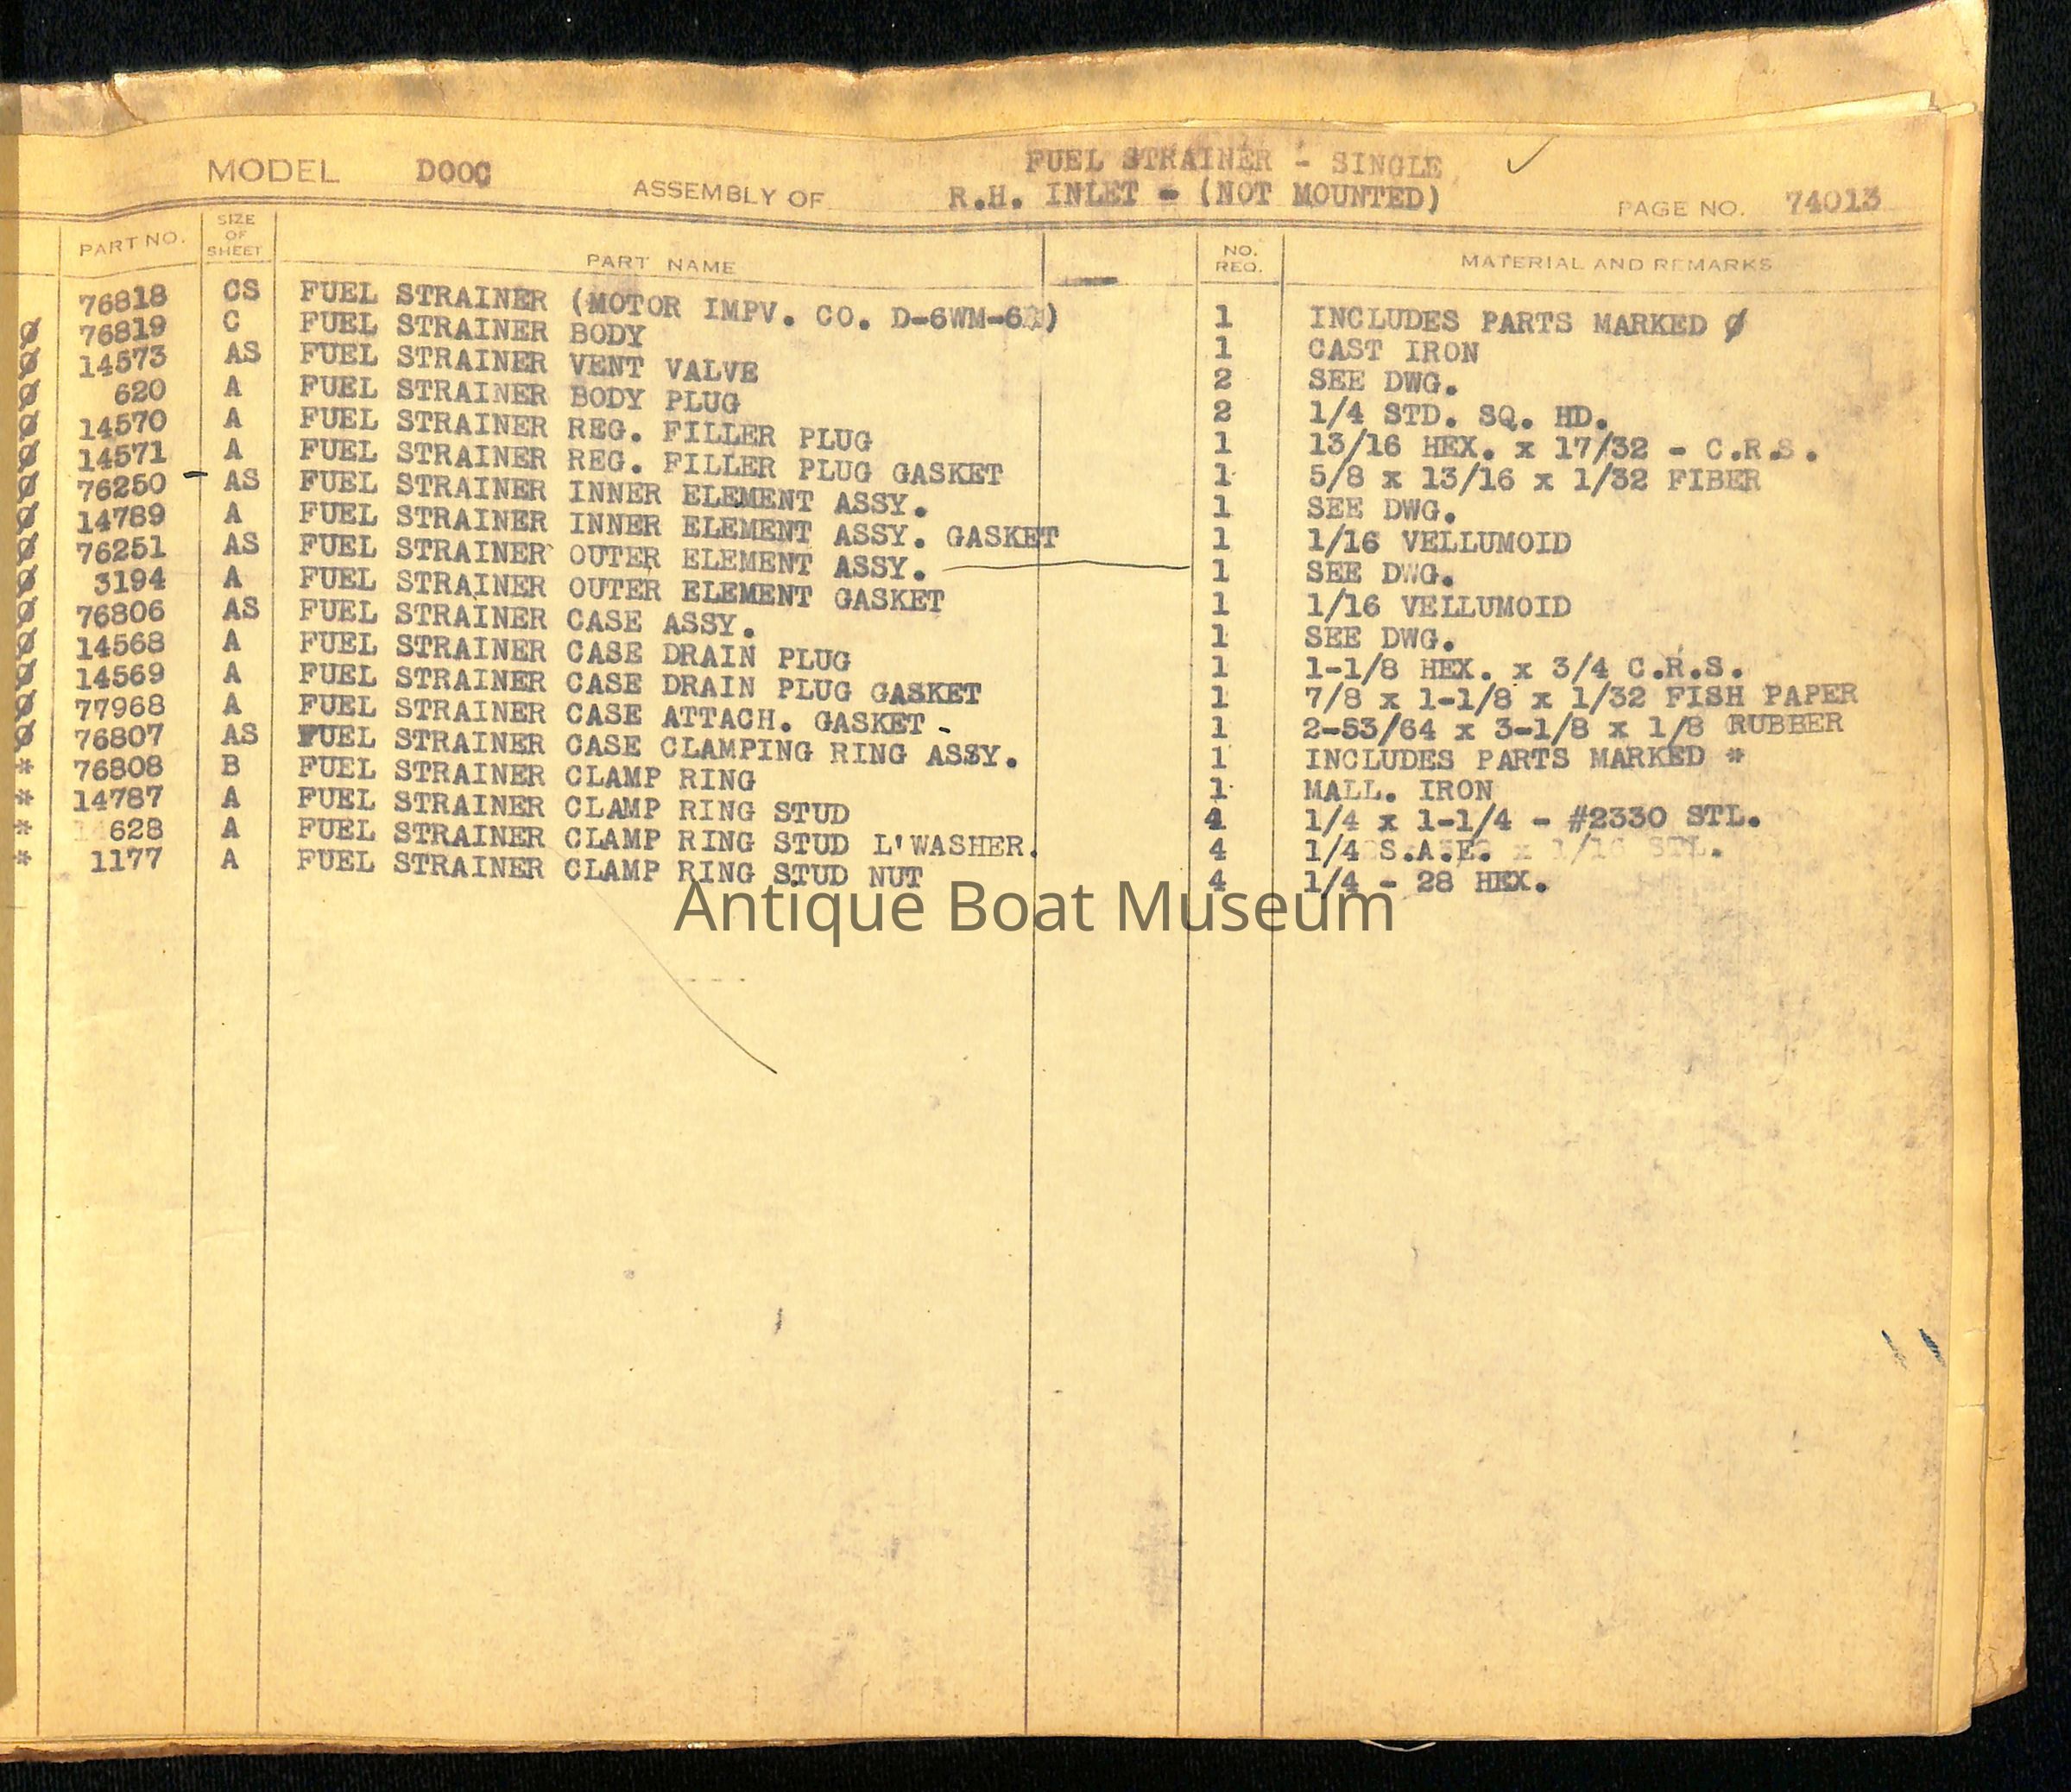 MODEL DOOC ASSEMBLY OF FUEL STRAINER - SINGLE
R.H. INLET - (NOT MOUNTED) PAGE NO. 74013
PART NO. SIZE OF SHEET PART NAME NO. REQ. MATERIAL AND REMARKS
76818 CS FUEL STRAINER (MOTOR IMPV. CO. D-6WM-6 ) 1 INCLUDES PARTS MARKED Ø
Ø 76819 C FUEL STRAINER BODY 1 CAST IRON
Ø 14573 AS FUEL STRAINER VENT VALVE 2 SEE DWG.
Ø 620 A FUEL STRAINER BODY PLUG 2 1/4 STD. SQ. HD.
Ø 14570 A FUEL STRAINER REG. FILLER PLUG 1 13/16 HEX. x 17/32 - C.R.S.
Ø 14571 A FUEL STRAINER REG. FILLER PLUG GASKET 1 5/8 x 13/16 x 1/32 FIBER
Ø 76250 AS FUEL STRAINER INNER ELEMENT ASSY. 1 SEE DWG.
Ø 14789 A FUEL STRAINER INNER ELEMENT ASSY. GASKET 1 1/16 VELLUMOID
Ø 76251 AS FUEL STRAINER OUTER ELEMENT ASSY. 1 SEE DWG.
Ø 3194 A FUEL STRAINER OUTER ELEMENT GASKET 1 1/16 VELLUMOID
Ø 76806 AS FUEL STRAINER CASE ASSY. 1 SEE DWG.
Ø 14568 A FUEL STRAINER CASE DRAIN PLUG 1 1-1/8 HEX. x 3/4 C.R.S.
Ø 14569 A FUEL STRAINER CASE DRAIN PLUG GASKET 1 7/8 x 1-1/8 x 1/32 FISH PAPER
Ø 77968 A FUEL STRAINER CASE ATTACH. GASKET 1 2-53/64 x 3-1/8 x 1/8 RUBBER
Ø 76807 AS FUEL STRAINER CASE CLAMPING RING ASSY. 1 INCLUDES PARTS MARKED *
* 76808 B FUEL STRAINER CLAMP RING 1 MALL. IRON
* 14787 A FUEL STRAINER CLAMP RING STUD 4 1/4 x 1-1/4 - #2330 STL.
* 628 A FUEL STRAINER CLAMP RING STUD L'WASHER. 4 1/4 S.A.E.
* 1177 A FUEL STRAINER CLAMP RING STUD NUT 4 1/4 - 28 HEX.
Antique Boat Museum